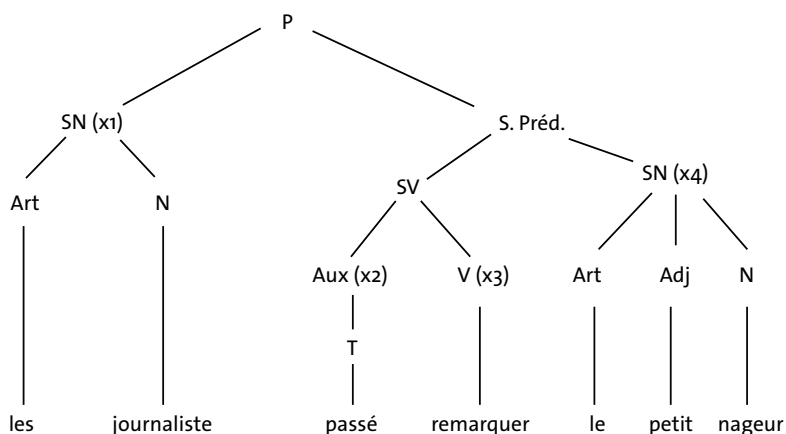 P
SN (x1)
S. Préd.
SV
SN (x4)
Art
N
Aux (x2)
V (x3)
Art
Adj
N
T
les
journaliste
passé
remarquer
le
petit
nageur